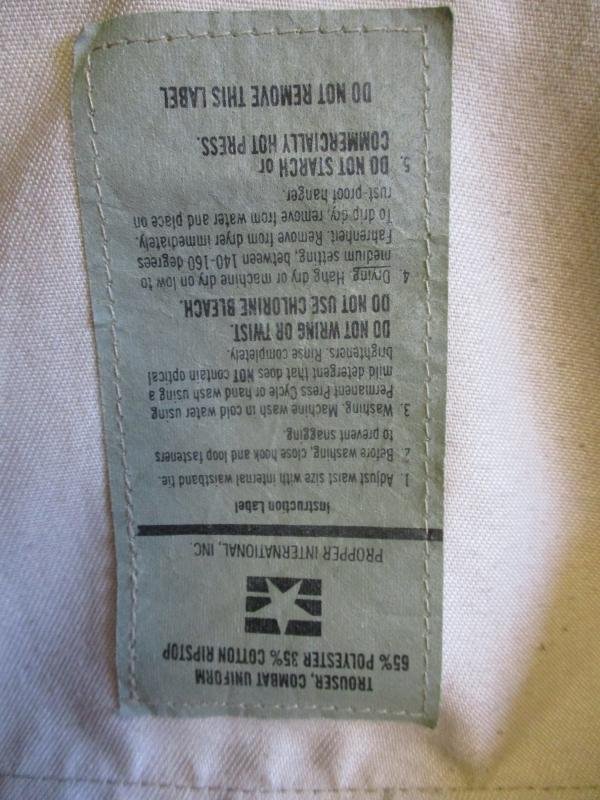 TROUSER, COMBAT UNIFORM
65% POLYESTER 35% COTTON RIPSTOP
PROPPER INTERNATIONAL, INC.
Instruction Label
1. Adjust waist size with internal waistband tie.
2. Before washing, close hook and loop fasteners
to prevent snagging.
3. Washing. Machine wash in cold water using
Permanent Press Cycle or hand wash using a
mild detergent that does NOT contain optical
brighteners. Rinse completely.
DO NOT WRING OR TWIST.
DO NOT USE CHLORINE BLEACH.
4. Drying. Hang dry or machine dry on low to
medium setting, between 140-160 degrees
Fahrenheit. Remove from dryer immediately.
To drip dry, remove from water and place on
rust-proof hanger.
5. DO NOT STARCH or
COMMERCIALLY HOT PRESS.
DO NOT REMOVE THIS LABEL